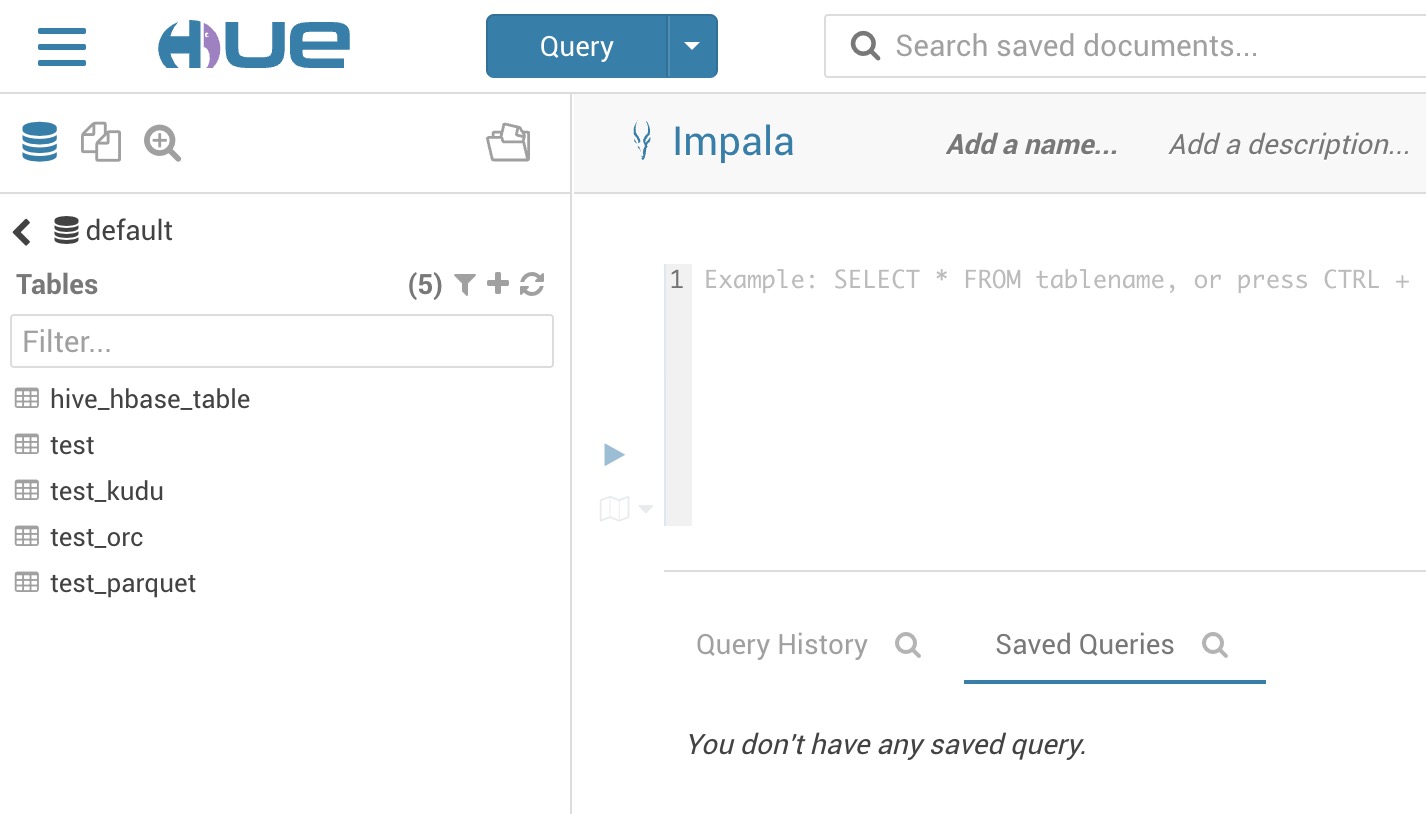 HUE
Query
Search saved documents...
Impala
Add a name...
Add a description...
default
Tables
(5)
Filter...
hive_hbase_table
test
test_kudu
test_orc
test_parquet
1
Example: SELECT * FROM tablename, or press CTRL +
Query History
Saved Queries
You don't have any saved query.